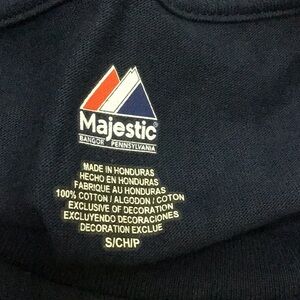 Majestic®
BANGOR PENNSYLVANIA
MADE IN HONDURAS
HECHO EN HONDURAS
FABRIQUE AU HONDURAS
100% COTTON / ALGODON / COTON
EXCLUSIVE OF DECORATION
EXCLUYENDO DECORACIONES
DECORATION EXCLUE
S/CH/P